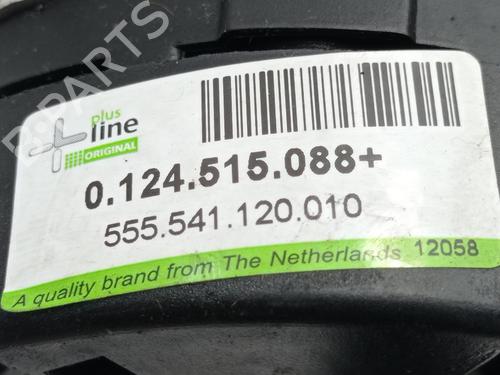 plus
line
ORIGINAL
0.124.515.088+
555.541.120.010
A quality brand from The Netherlands 12058